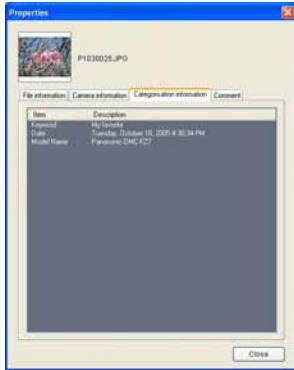 Properties
P1030025.JPG
File information Camera information Categorisation information Comment
Item Description
Keyword My favorite
Date Tuesday, October 18, 2005 4:30:34 PM
Model Name Panasonic DMC-FZ7
Close